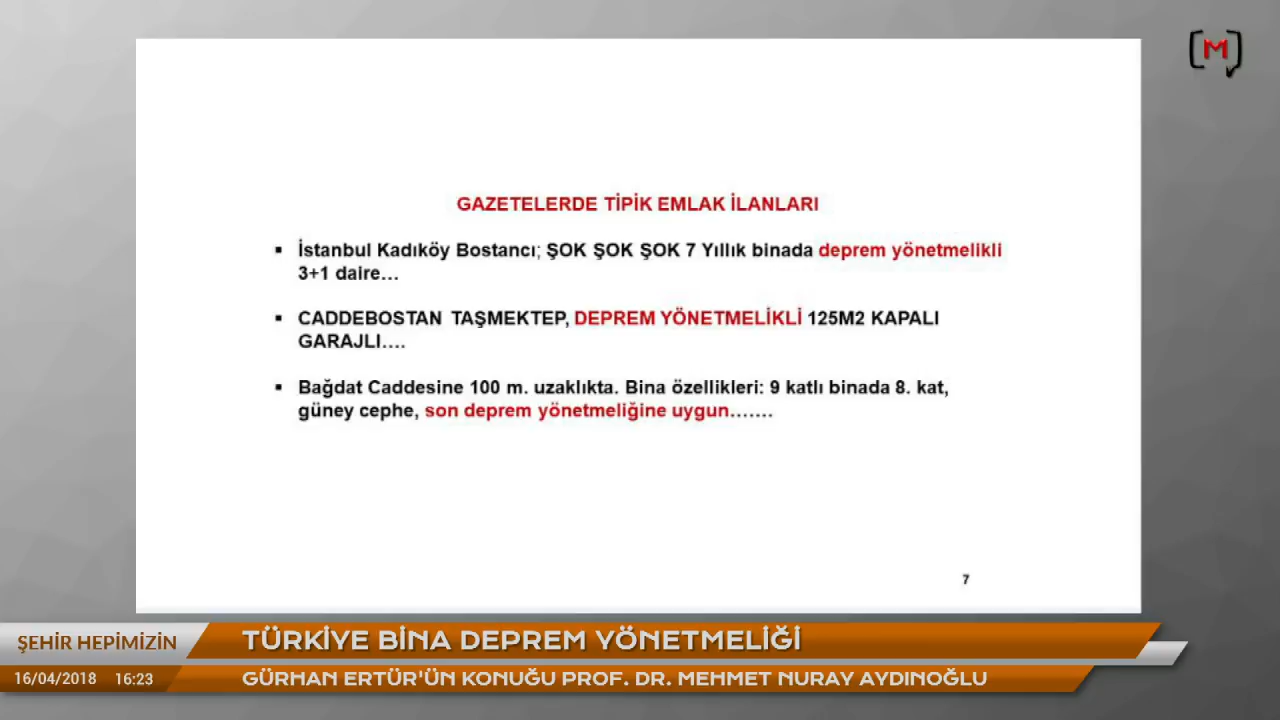 [M]
GAZETELERDE TİPİK EMLAK İLANLARI
▪ İstanbul Kadıköy Bostancı; ŞOK ŞOK ŞOK 7 Yıllık binada deprem yönetmelikli
3+1 daire…
▪ CADDEBOSTAN TAŞMEKTEP, DEPREM YÖNETMELİKLİ 125M2 KAPALI
GARAJLI….
▪ Bağdat Caddesine 100 m. uzaklıkta. Bina özellikleri: 9 katlı binada 8. kat,
güney cephe, son deprem yönetmeliğine uygun…….
7
ŞEHİR HEPİMİZİN
TÜRKİYE BİNA DEPREM YÖNETMELİĞİ
16/04/2018 16:23
GÜRHAN ERTÜR'ÜN KONUĞU PROF. DR. MEHMET NURAY AYDINOĞLU